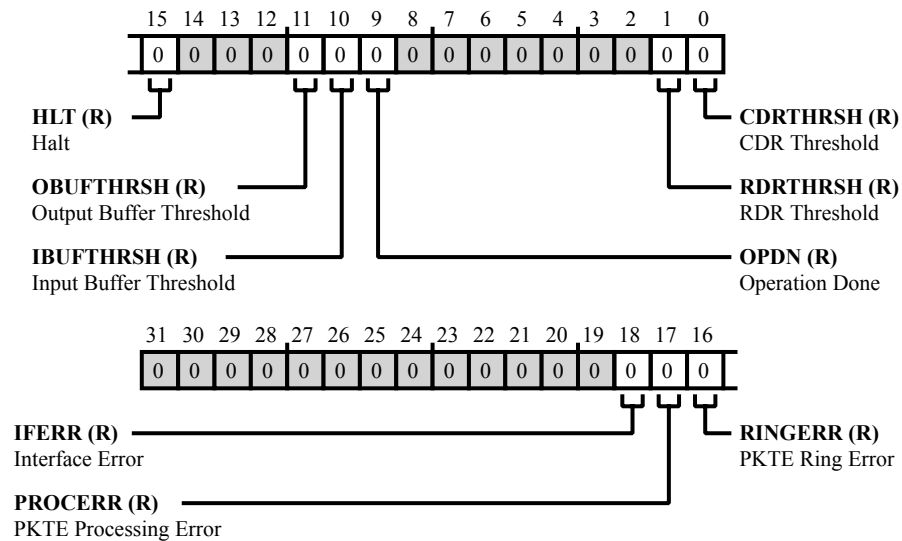 15 14 13 12 11 10 9 8 7 6 5 4 3 2 1 0
0 0 0 0 0 0 0 0 0 0 0 0 0 0 0 0
HLT (R)
Halt
CDRTHRSH (R)
CDR Threshold
OBUFTHRSH (R)
Output Buffer Threshold
RDRTHRSH (R)
RDR Threshold
IBUFTHRSH (R)
Input Buffer Threshold
OPDN (R)
Operation Done
31 30 29 28 27 26 25 24 23 22 21 20 19 18 17 16
0 0 0 0 0 0 0 0 0 0 0 0 0 0 0 0
IFERR (R)
Interface Error
RINGERR (R)
PKTE Ring Error
PROCERR (R)
PKTE Processing Error